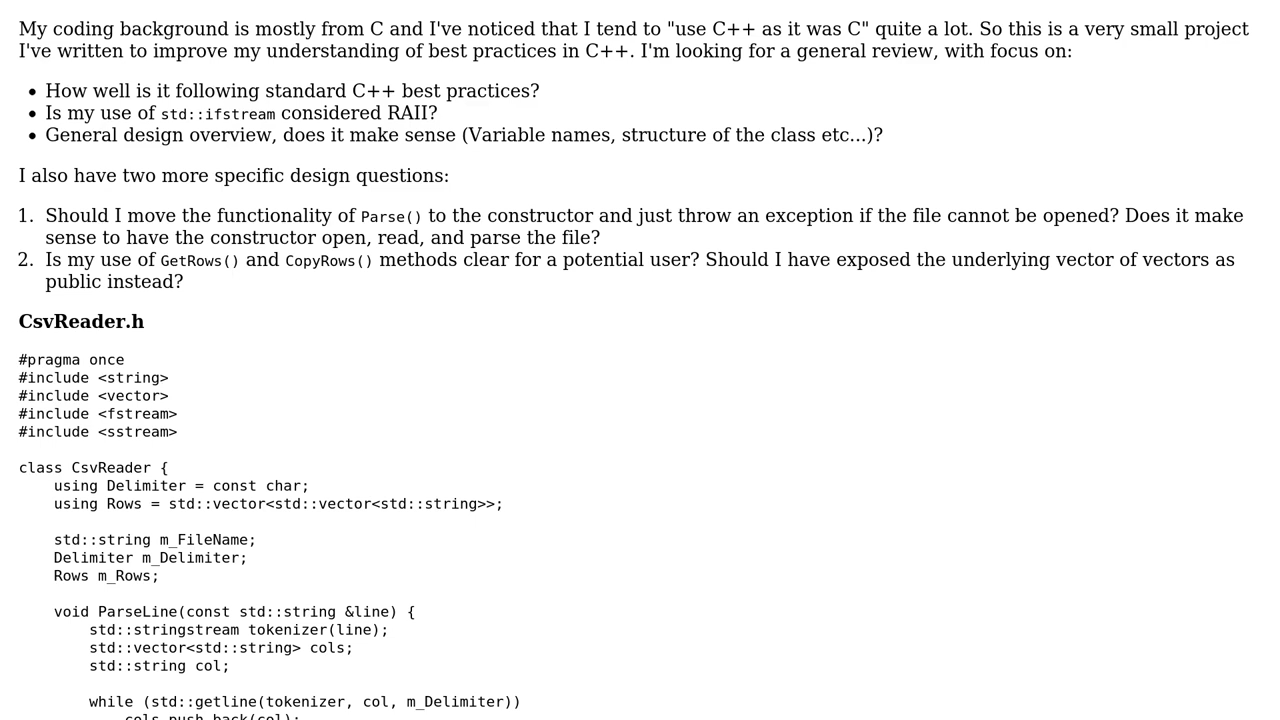 My coding background is mostly from C and I've noticed that I tend to "use C++ as it was C" quite a lot. So this is a very small project
I've written to improve my understanding of best practices in C++. I'm looking for a general review, with focus on:
• How well is it following standard C++ best practices?
• Is my use of std::ifstream considered RAII?
• General design overview, does it make sense (Variable names, structure of the class etc...)?
I also have two more specific design questions:
1. Should I move the functionality of Parse() to the constructor and just throw an exception if the file cannot be opened? Does it make
sense to have the constructor open, read, and parse the file?
2. Is my use of GetRows() and CopyRows() methods clear for a potential user? Should I have exposed the underlying vector of vectors as
public instead?
CsvReader.h
#pragma once
#include <string>
#include <vector>
#include <fstream>
#include <sstream>
class CsvReader {
    using Delimiter = const char;
    using Rows = std::vector<std::vector<std::string>>;
    std::string m_FileName;
    Delimiter m_Delimiter;
    Rows m_Rows;
    void ParseLine(const std::string &line) {
        std::stringstream tokenizer(line);
        std::vector<std::string> cols;
        std::string col;
        while (std::getline(tokenizer, col, m_Delimiter))
            cols.push_back(col);